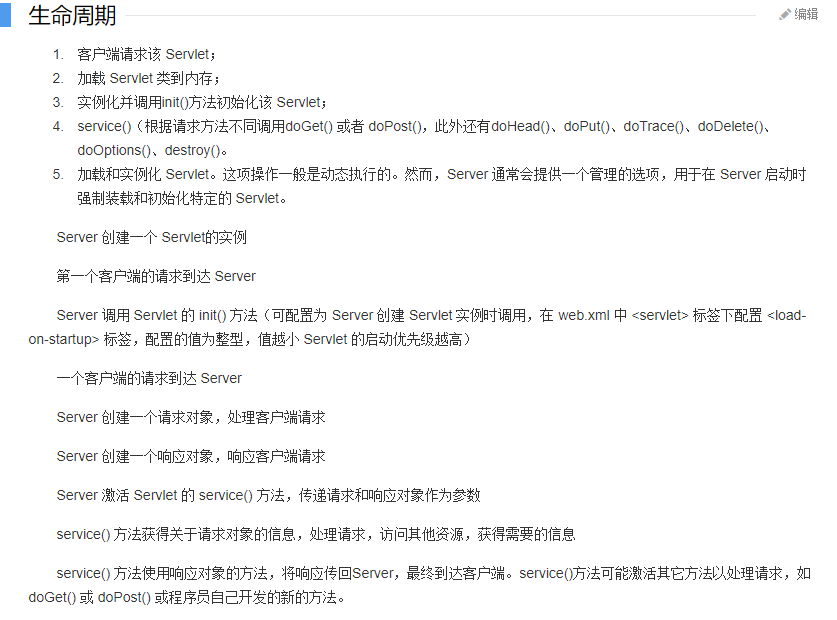 生命周期
编辑
1. 客户端请求该 Servlet；
2. 加载 Servlet 类到内存；
3. 实例化并调用init()方法初始化该 Servlet；
4. service()（根据请求方法不同调用doGet() 或者 doPost()，此外还有doHead()、doPut()、doTrace()、doDelete()、
doOptions()、destroy()。
5. 加载和实例化 Servlet。这项操作一般是动态执行的。然而，Server 通常会提供一个管理的选项，用于在 Server 启动时
强制装载和初始化特定的 Servlet。
Server 创建一个 Servlet的实例
第一个客户端的请求到达 Server
Server 调用 Servlet 的 init() 方法（可配置为 Server 创建 Servlet 实例时调用，在 web.xml 中 <servlet> 标签下配置 <load-
on-startup> 标签，配置的值为整型，值越小 Servlet 的启动优先级越高）
一个客户端的请求到达 Server
Server 创建一个请求对象，处理客户端请求
Server 创建一个响应对象，响应客户端请求
Server 激活 Servlet 的 service() 方法，传递请求和响应对象作为参数
service() 方法获得关于请求对象的信息，处理请求，访问其他资源，获得需要的信息
service() 方法使用响应对象的方法，将响应传回Server，最终到达客户端。service()方法可能激活其它方法以处理请求，如
doGet() 或 doPost() 或程序员自己开发的新的方法。